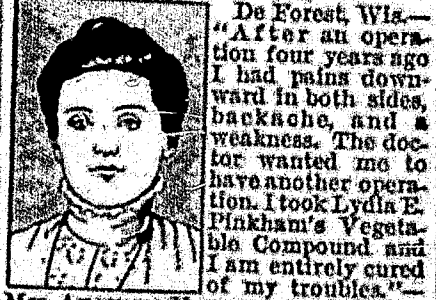 De Forest, Wis.—
"After an opera-
tion four years ago
I had pains down-
ward in both sides,
backache, and a
weakness. The doc-
tor wanted me to
have another opera-
tion. I took Lydia E.
Pinkham's Vegeta-
ble Compound and
I am entirely cured
of my troubles."—
Mrs.